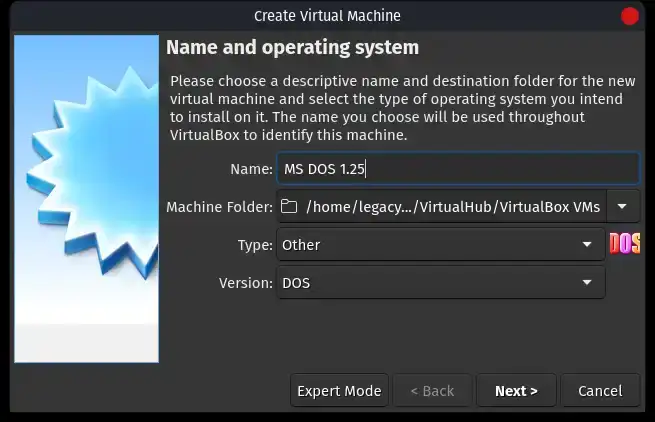 Create Virtual Machine
Name and operating system
Please choose a descriptive name and destination folder for the new
virtual machine and select the type of operating system you intend
to install on it. The name you choose will be used throughout
VirtualBox to identify this machine.
Name: MS DOS 1.25
Machine Folder: /home/legacy.../VirtualHub/VirtualBox VMs
Type: Other DOS
Version: DOS
Expert Mode < Back Next > Cancel